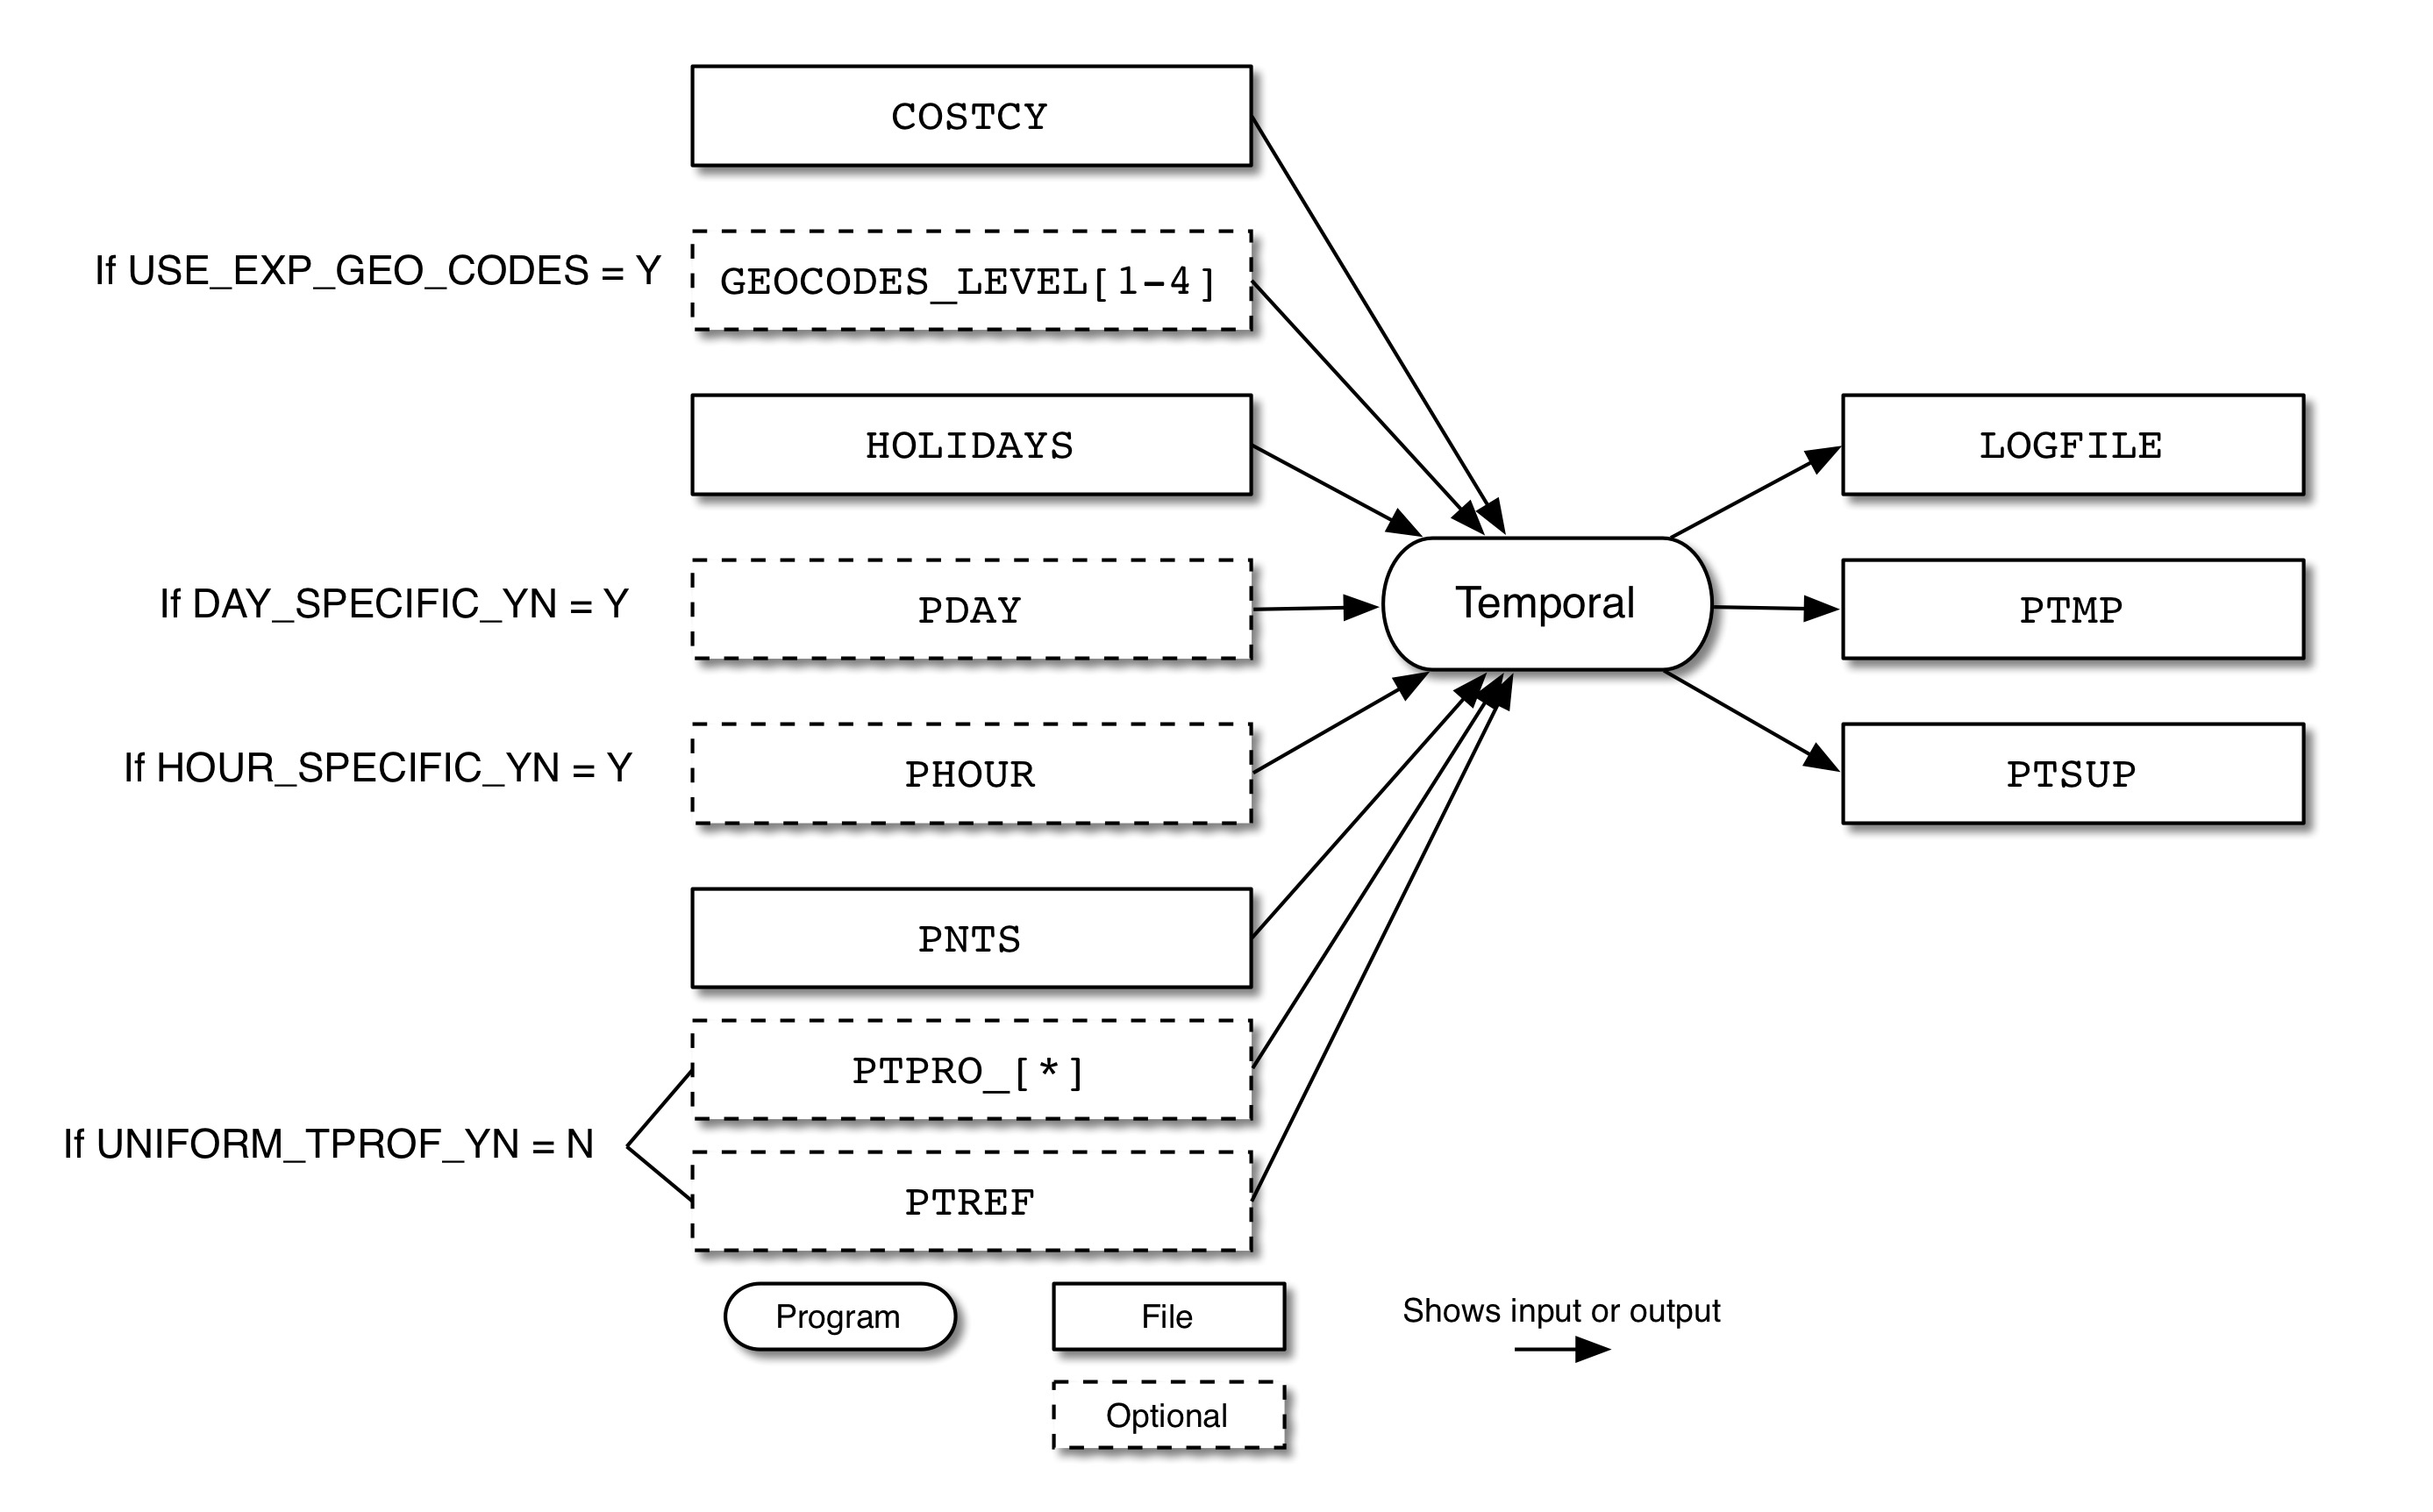 COSTCY
If USE_EXP_GEO_CODES = Y
GEOCODES_LEVEL[1-4]
HOLIDAYS
LOGFILE
If DAY_SPECIFIC_YN = Y
PDAY
Temporal
PTMP
If HOUR_SPECIFIC_YN = Y
PHOUR
PTSUP
PNTS
PTPRO_[*]
If UNIFORM_TPROF_YN = N
PTREF
Program
File
Shows input or output
Optional